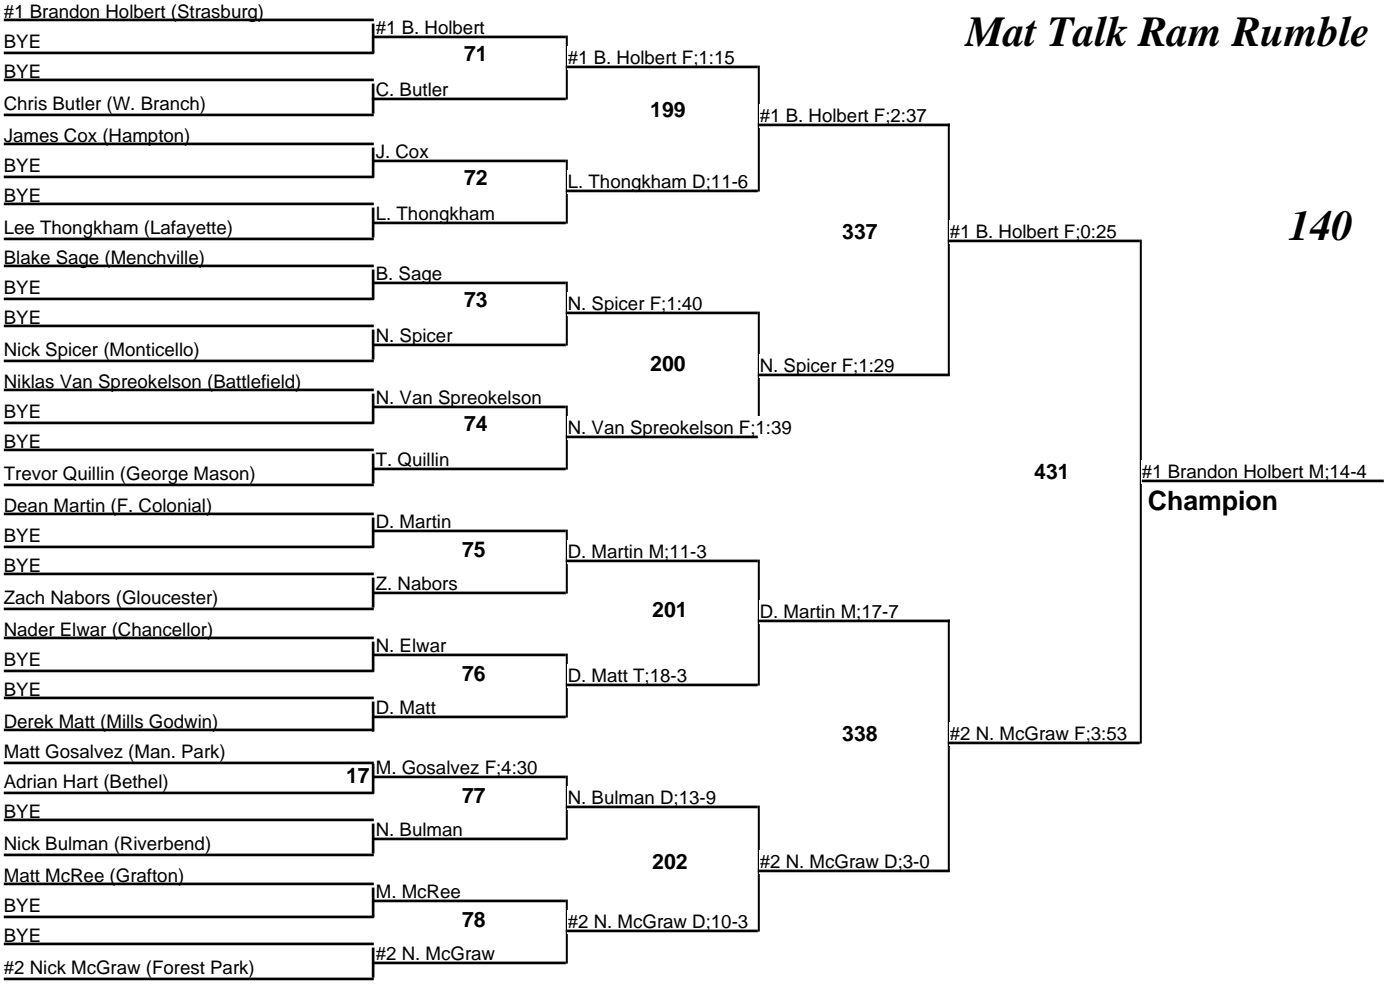 Mat Talk Ram Rumble
140
#1 Brandon Holbert (Strasburg)
BYE
BYE
Chris Butler (W. Branch)
James Cox (Hampton)
BYE
BYE
Lee Thongkham (Lafayette)
Blake Sage (Menchville)
BYE
BYE
Nick Spicer (Monticello)
Niklas Van Spreokelson (Battlefield)
BYE
BYE
Trevor Quillin (George Mason)
Dean Martin (F. Colonial)
BYE
BYE
Zach Nabors (Gloucester)
Nader Elwar (Chancellor)
BYE
BYE
Derek Matt (Mills Godwin)
Matt Gosalvez (Man. Park)
Adrian Hart (Bethel)
17
BYE
Nick Bulman (Riverbend)
Matt McRee (Grafton)
BYE
BYE
#2 Nick McGraw (Forest Park)
#1 B. Holbert
71
C. Butler
J. Cox
72
L. Thongkham
B. Sage
73
N. Spicer
N. Van Spreokelson
74
T. Quillin
D. Martin
75
Z. Nabors
N. Elwar
76
D. Matt
M. Gosalvez F;4:30
77
N. Bulman
M. McRee
78
#2 N. McGraw
#1 B. Holbert F;1:15
199
L. Thongkham D;11-6
N. Spicer F;1:40
200
N. Van Spreokelson F;1:39
D. Martin M;11-3
201
D. Matt T;18-3
N. Bulman D;13-9
202
#2 N. McGraw D;10-3
#1 B. Holbert F;2:37
337
N. Spicer F;1:29
D. Martin M;17-7
338
#2 N. McGraw D;3-0
#1 B. Holbert F;0:25
431
#2 N. McGraw F;3:53
#1 Brandon Holbert M;14-4
Champion